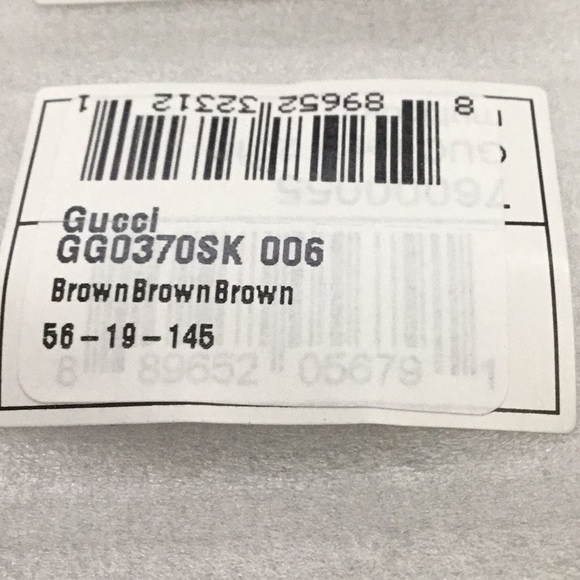 8 89652 32312 1
Gucci
GG0370SK 006
BrownBrownBrown
56-19-145
8 89652 05679 1